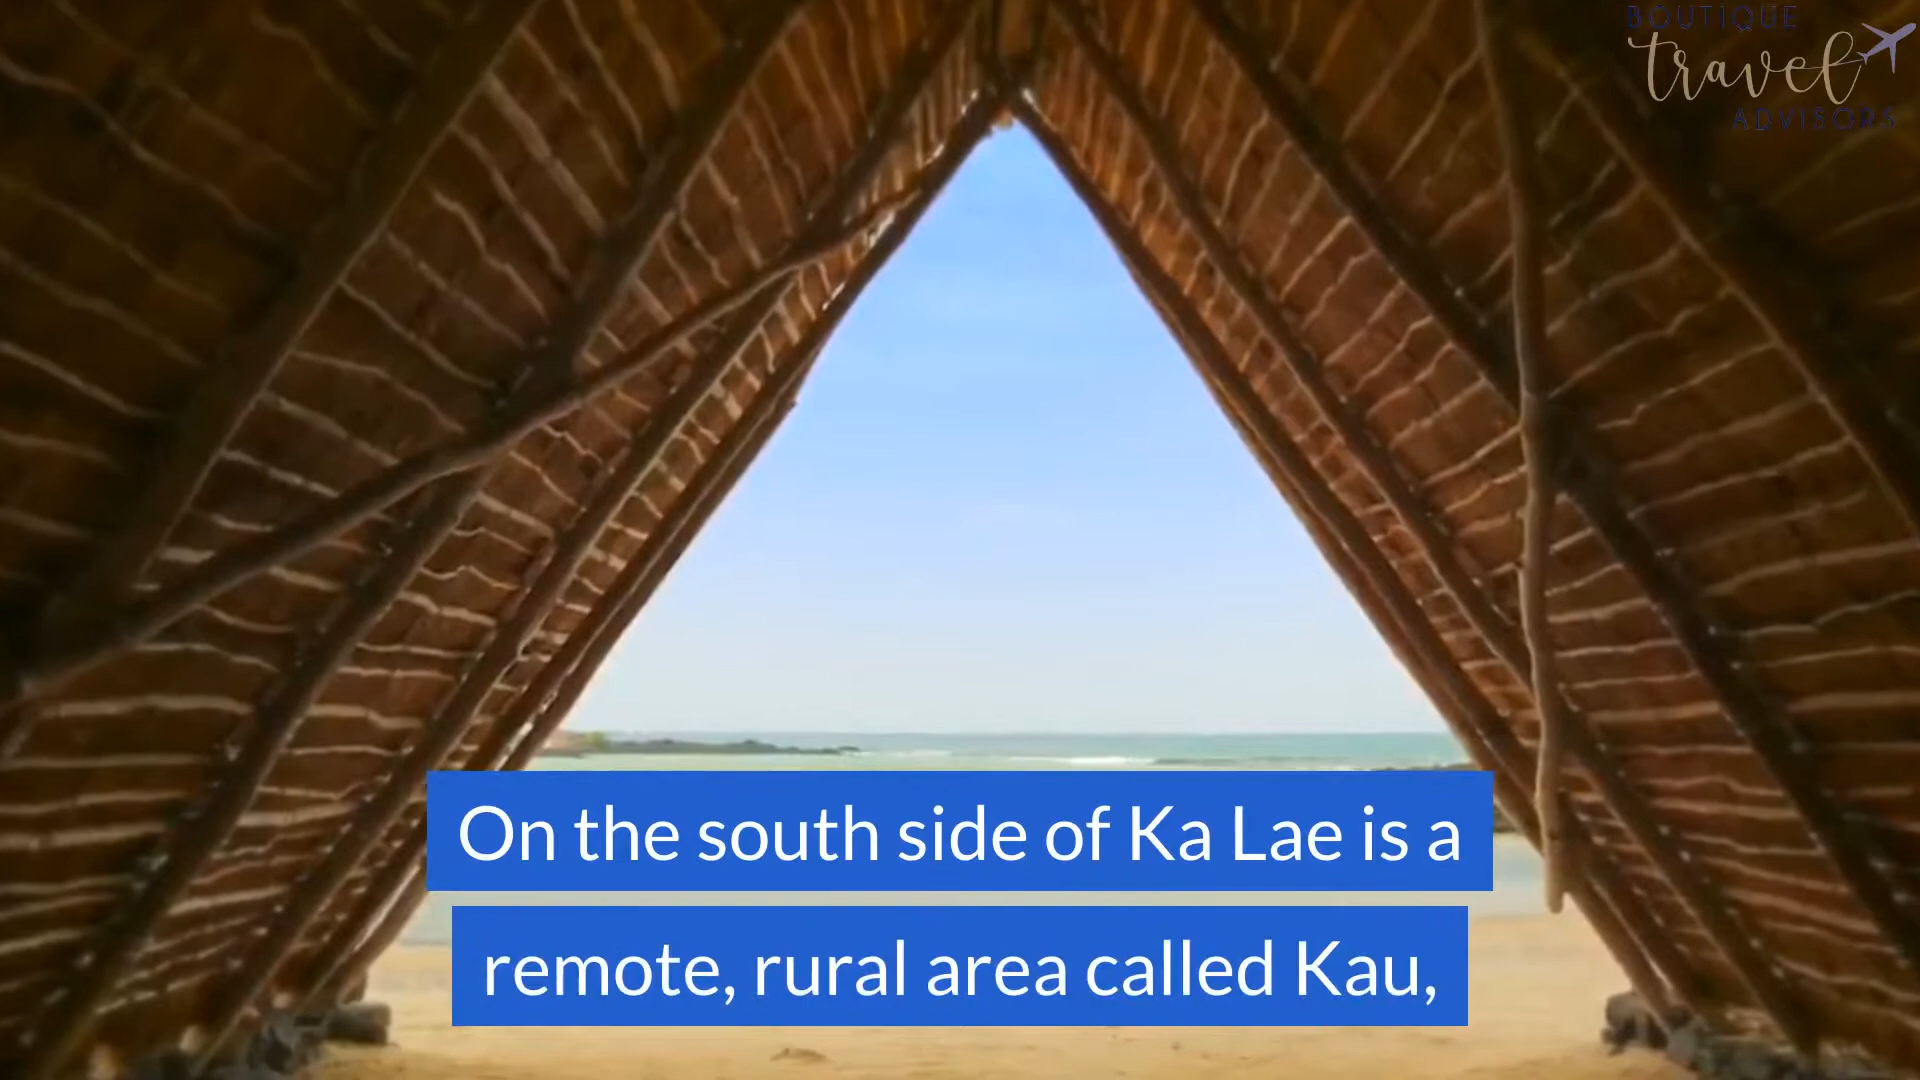 BOUTIQUE
travel
ADVISORS
On the south side of Ka Lae is a
remote, rural area called Kau,